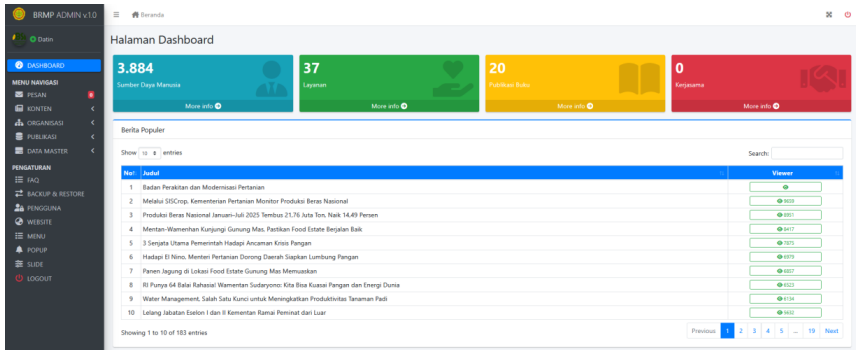 BRMP ADMIN v.1.0
Beranda
Datin
Halaman Dashboard
DASHBOARD
MENU NAVIGASI
PESAN
KONTEN
ORGANISASI
PUBLIKASI
DATA MASTER
PENGATURAN
FAQ
BACKUP & RESTORE
PENGGUNA
WEBSITE
MENU
POPUP
SLIDE
LOGOUT
3.884
Sumber Daya Manusia
More info
37
Layanan
More info
20
Publikasi Buku
More info
0
Kerjasama
More info
Berita Populer
Show 10 entries
Search:
No Judul Viewer
1 Badan Perakitan dan Modernisasi Pertanian
2 Melalui SISCrop, Kementerian Pertanian Monitor Produksi Beras Nasional
3 Produksi Beras Nasional Januari–Juli 2025 Tembus 21,76 Juta Ton, Naik 14,49 Persen
4 Mentan-Wamenhan Kunjungi Gunung Mas, Pastikan Food Estate Berjalan Baik 8417
5 3 Senjata Utama Pemerintah Hadapi Ancaman Krisis Pangan
6 Hadapi El Nino, Menteri Pertanian Dorong Daerah Siapkan Lumbung Pangan 6979
7 Panen Jagung di Lokasi Food Estate Gunung Mas Memuaskan
8 RI Punya 64 Balai Rahasia! Wamentan Sudaryono: Kita Bisa Kuasai Pangan dan Energi Dunia
9 Water Management, Salah Satu Kunci untuk Meningkatkan Produktivitas Tanaman Padi 6134
10 Lelang Jabatan Eselon I dan II Kementan Ramai Peminat dari Luar
Showing 1 to 10 of 183 entries
Previous 1 2 3 4 5 ... 19 Next